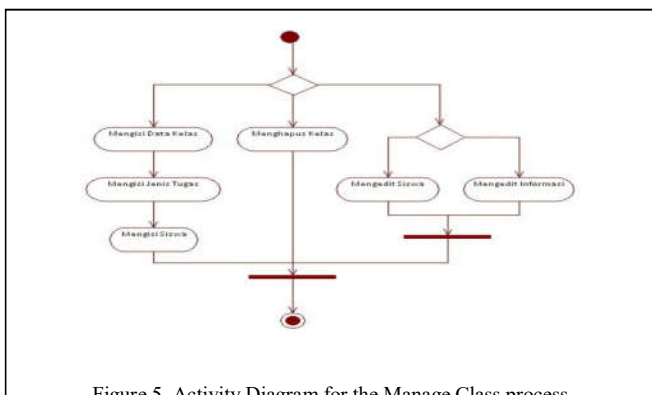 Mengisi Data Kelas
Menghapus Kelas
Mengisi Jenis Tugas
Mengedit Siswa
Mengedit Informasi
Mengisi Siswa
Figure 5. Activity Diagram for the Manage Class process